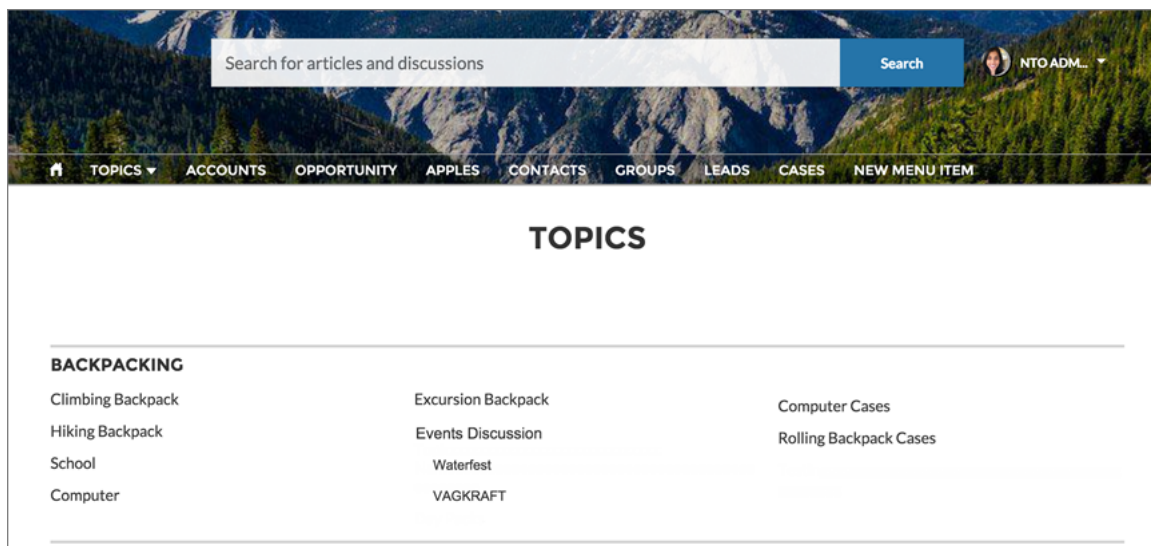 Search for articles and discussions
Search
NTO ADM...
TOPICS
ACCOUNTS
OPPORTUNITY
APPLES
CONTACTS
GROUPS
LEADS
CASES
NEW MENU ITEM
TOPICS
BACKPACKING
Climbing Backpack
Hiking Backpack
School
Computer
Excursion Backpack
Events Discussion
Waterfest
VAGKRAFT
Computer Cases
Rolling Backpack Cases